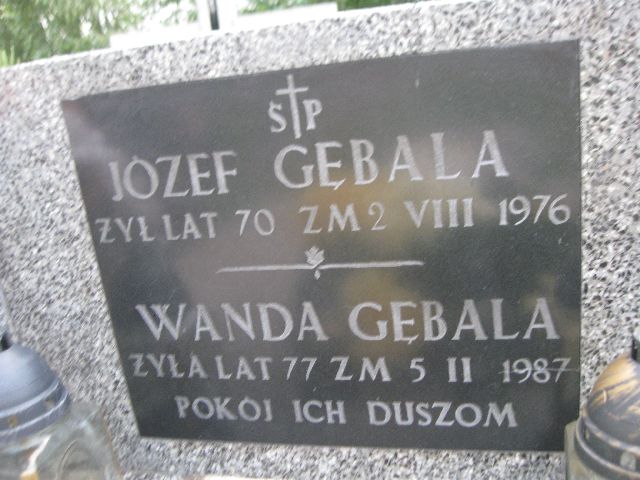 Ś P
JÓZEF GĘBALA
ŻYŁ LAT 70 ZM 2 VIII 1976
WANDA GĘBALA
ŻYŁA LAT 77 ZM 5 II 1987
POKÓJ ICH DUSZOM